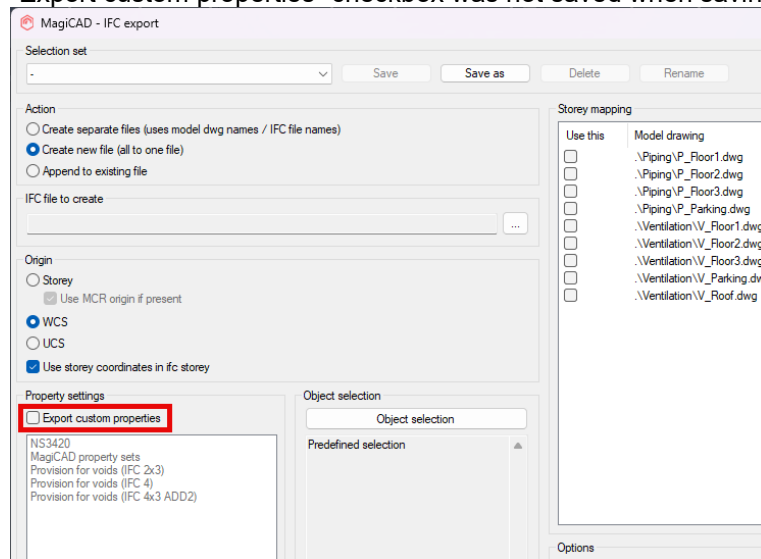 "Export custom properties" checkbox was not saved when saving
MagiCAD - IFC export
Selection set
-
Save
Save as
Delete
Rename
Action
Create separate files (uses model dwg names / IFC file names)
Create new file (all to one file)
Append to existing file
IFC file to create
...
Origin
Storey
Use MCR origin if present
WCS
UCS
Use storey coordinates in ifc storey
Property settings
Export custom properties
NS3420
MagiCAD property sets
Provision for voids (IFC 2x3)
Provision for voids (IFC 4)
Provision for voids (IFC 4x3 ADD2)
Object selection
Object selection
Predefined selection
Storey mapping
Use this Model drawing
.\Piping\P_Floor1.dwg
.\Piping\P_Floor2.dwg
.\Piping\P_Floor3.dwg
.\Piping\P_Parking.dwg
.\Ventilation\V_Floor1.dwg
.\Ventilation\V_Floor2.dwg
.\Ventilation\V_Floor3.dwg
.\Ventilation\V_Parking.dw
.\Ventilation\V_Roof.dwg
Options